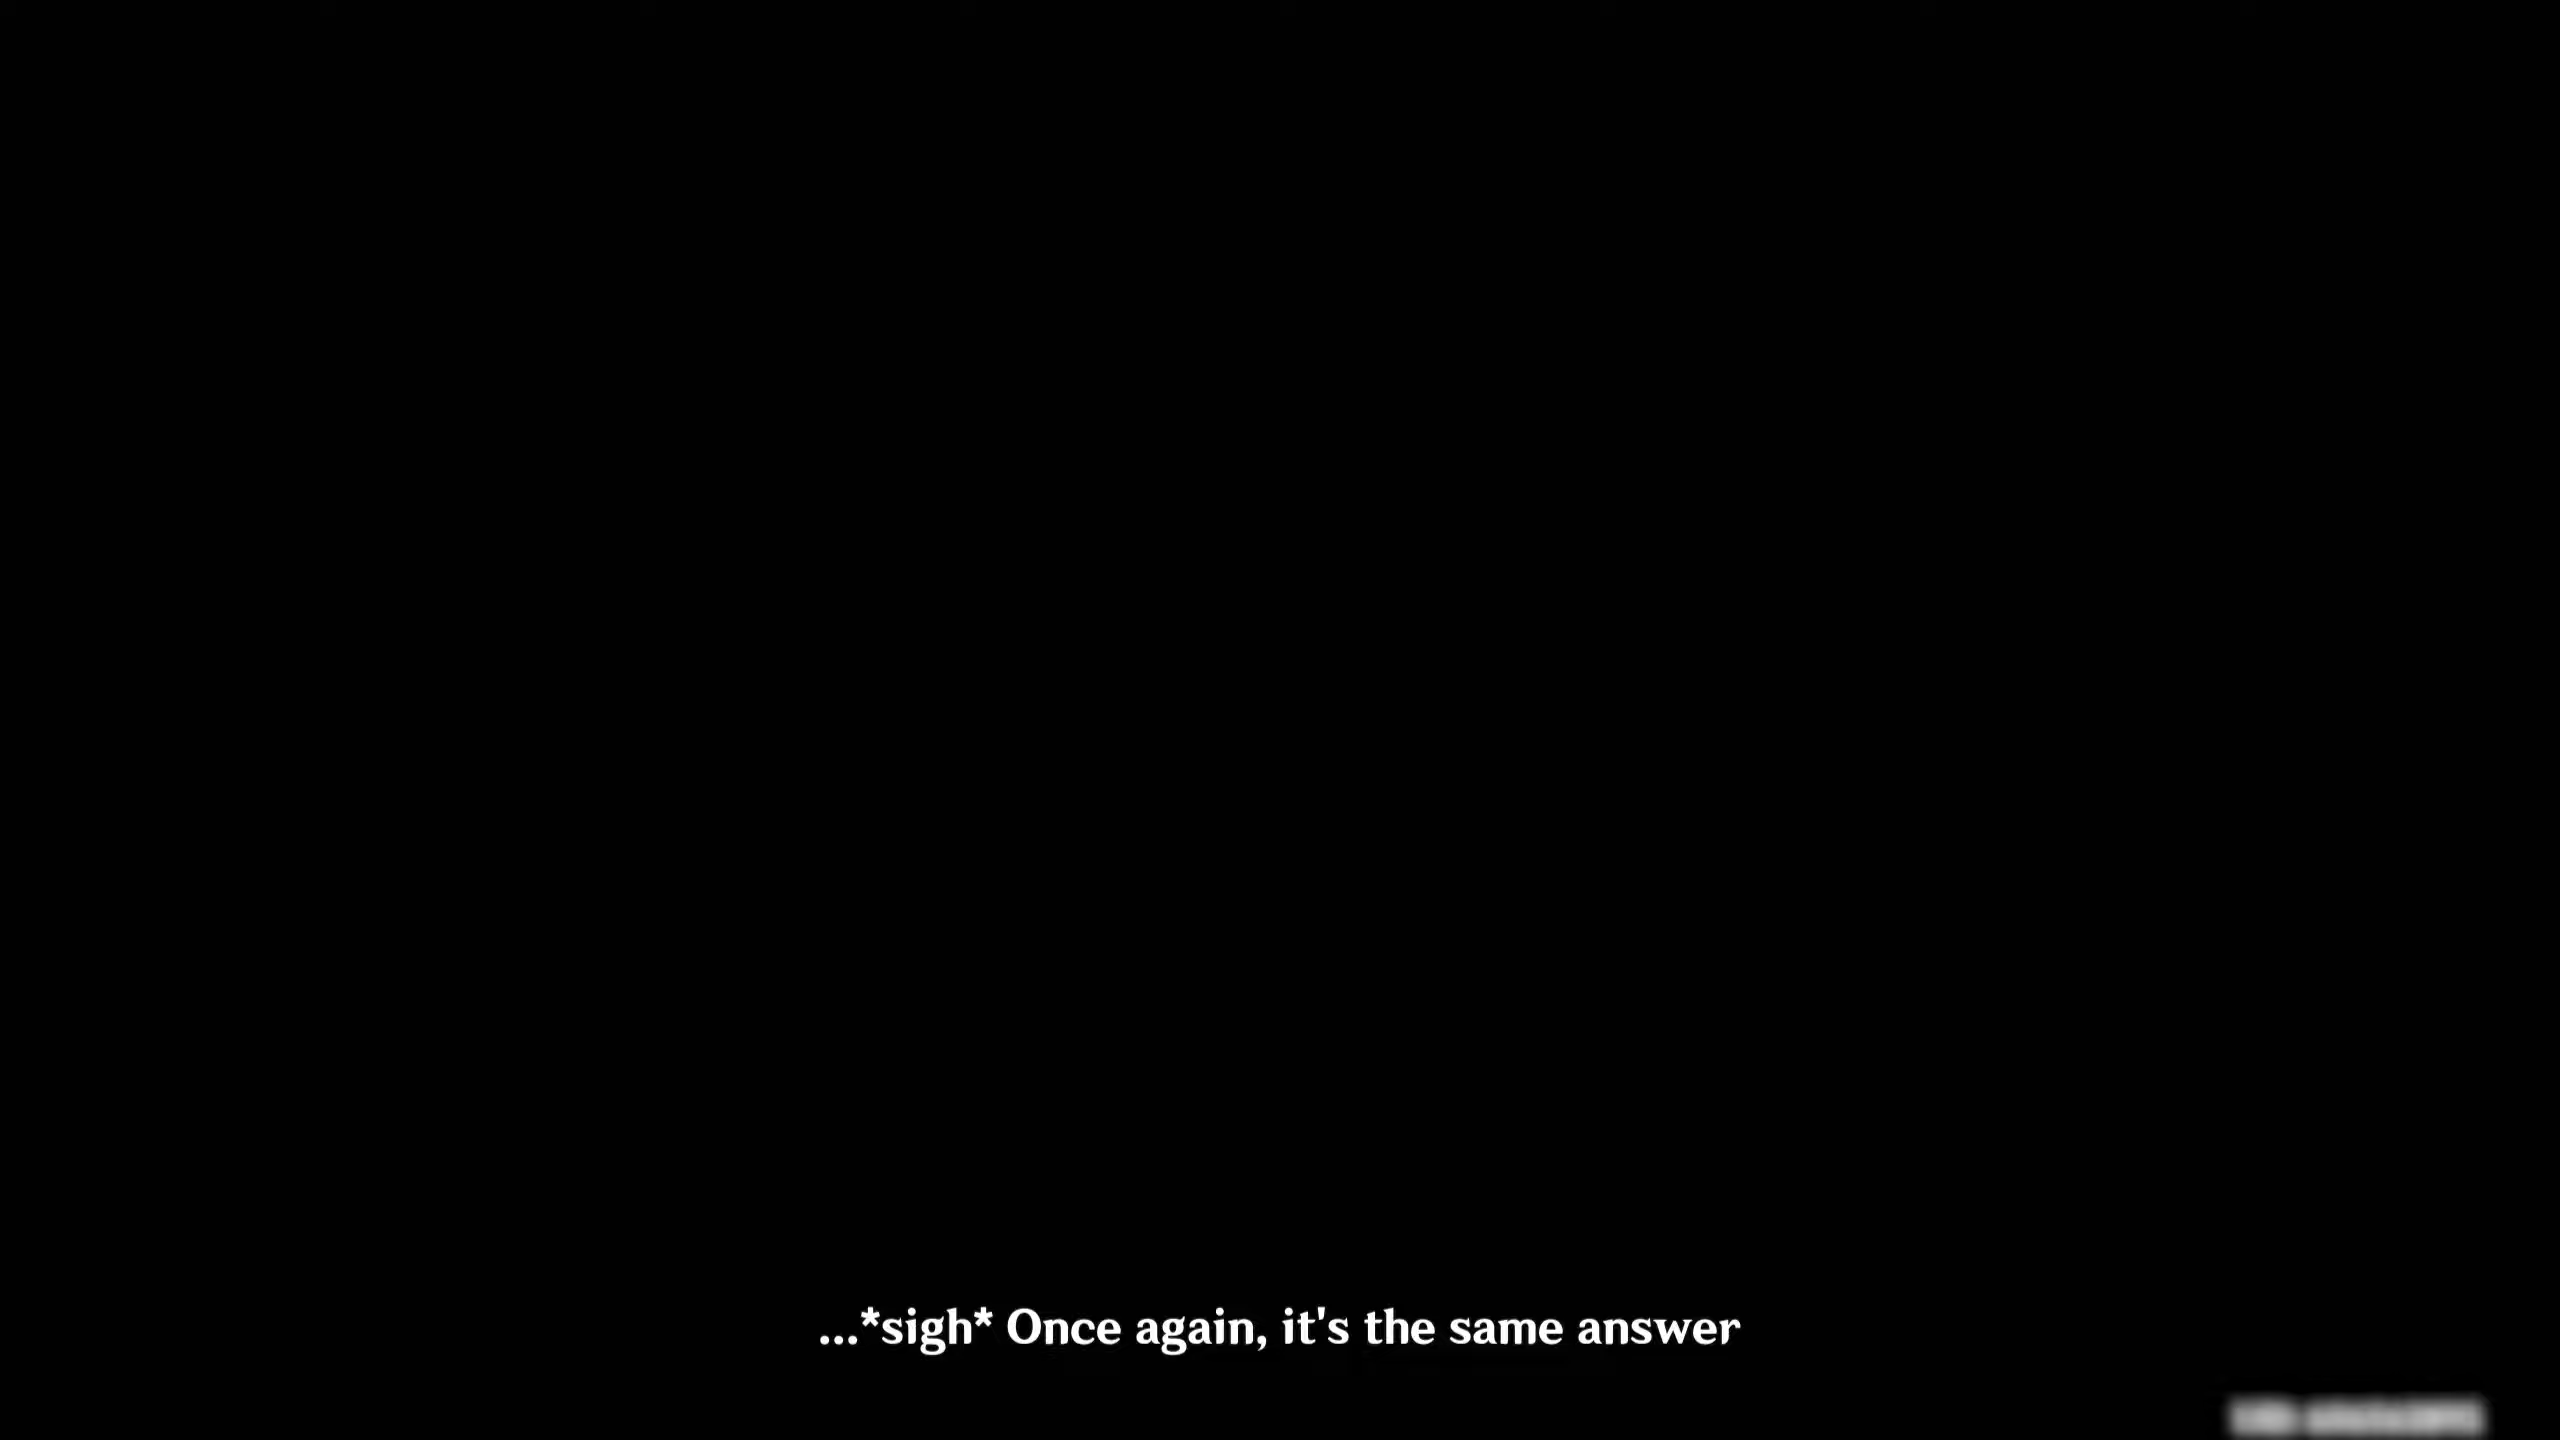 ...*sigh* Once again, it's the same answer